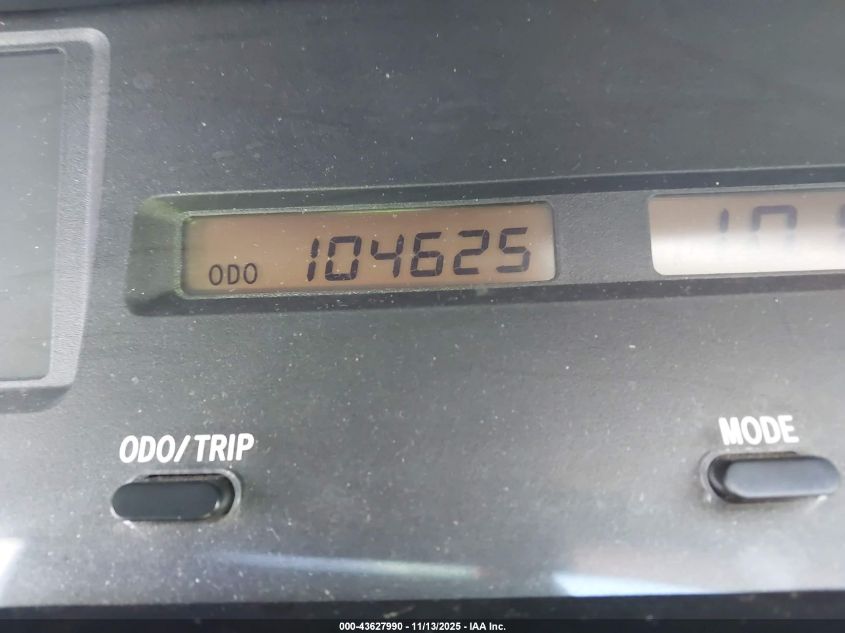 ODO 104625
ODO/TRIP
MODE
000-43627990 - 11/13/2025 - IAA Inc.